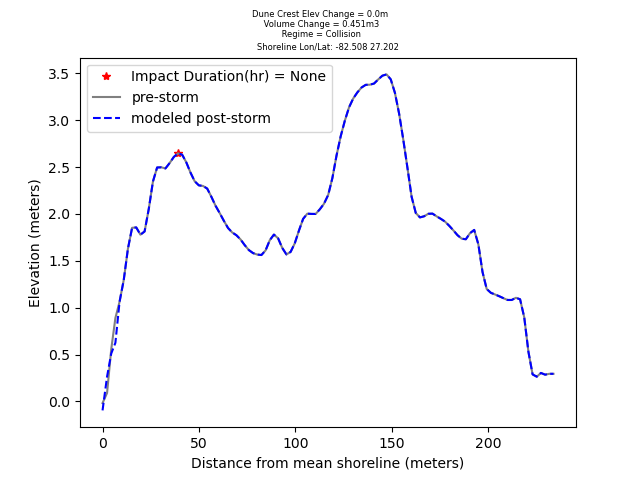 Dune Crest Elev Change = 0.0m
Volume Change = 0.451m3
Regime = Collision
Shoreline Lon/Lat: -82.508 27.202
Impact Duration(hr) = None
pre-storm
modeled post-storm
Elevation (meters)
3.5
3.0
2.5
2.0
1.5
1.0
0.5
0.0
0 50 100 150 200
Distance from mean shoreline (meters)